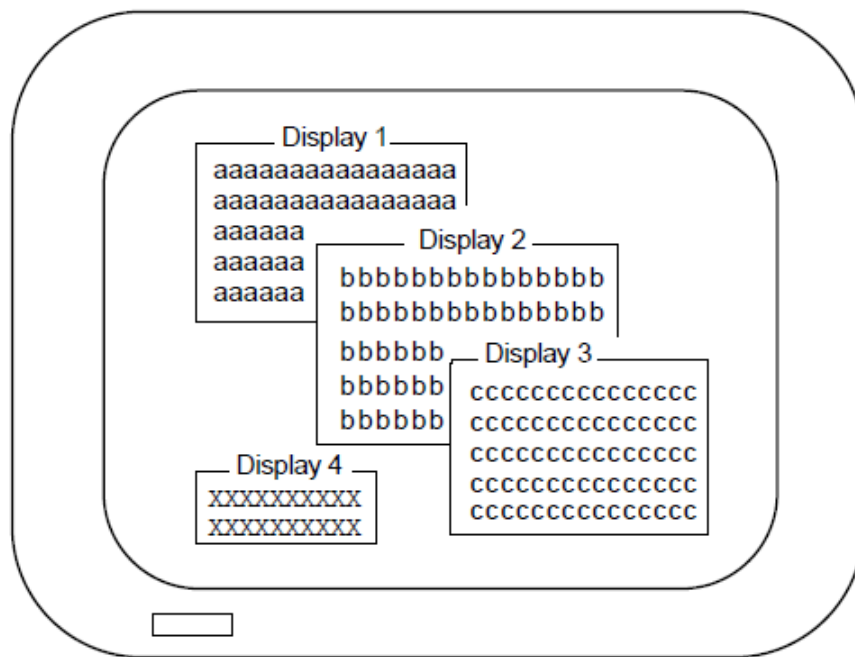 Display 1
aaaaaaaaaaaaaaaa
aaaaaaaaaaaaaaaa
aaaaaa
aaaaaa
aaaaaa
Display 2
bbbbbbbbbbbbbbb
bbbbbbbbbbbbbbb
bbbbbb
bbbbbb
bbbbbb
Display 3
ccccccccccccccc
ccccccccccccccc
ccccccccccccccc
ccccccccccccccc
ccccccccccccccc
Display 4
XXXXXXXXXX
XXXXXXXXXX